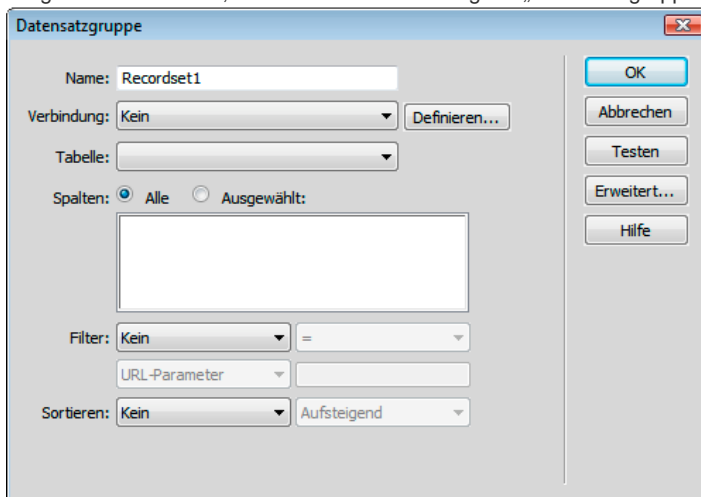 Datensatzgruppe
Name: Recordset1
OK
Verbindung: Kein Definieren...
Abbrechen
Tabelle:
Testen
Spalten: Alle Ausgewählt:
Erweitert...
Hilfe
Filter: Kein =
URL-Parameter
Sortieren: Kein Aufsteigend